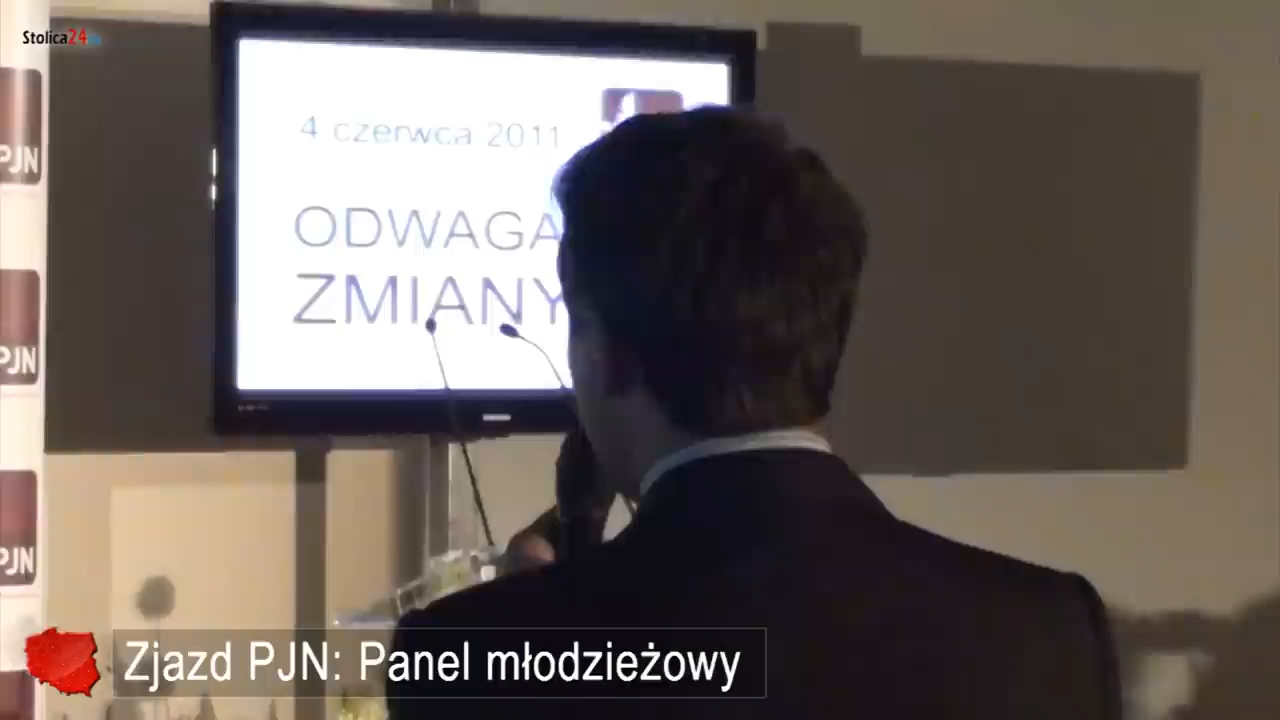 Stolica24
PJN
4 czerwca 2011
ODWAGA
ZMIANY
PJN
PJN
Zjazd PJN: Panel młodzieżowy